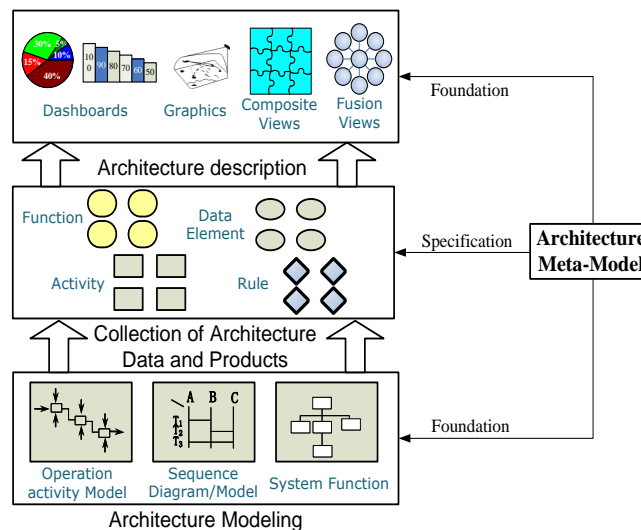 30%
5%
10%
15%
40%
10
0
90
80
70
60
50
Dashboards
Graphics
Composite
Views
Fusion
Views
Foundation
Architecture description
Function
Data
Element
Activity
Rule
Specification
Architecture
Meta-Model
Collection of Architecture
Data and Products
A B C
T1
T2
T3
Operation
activity Model
Sequence
Diagram/Model
System Function
Foundation
Architecture Modeling